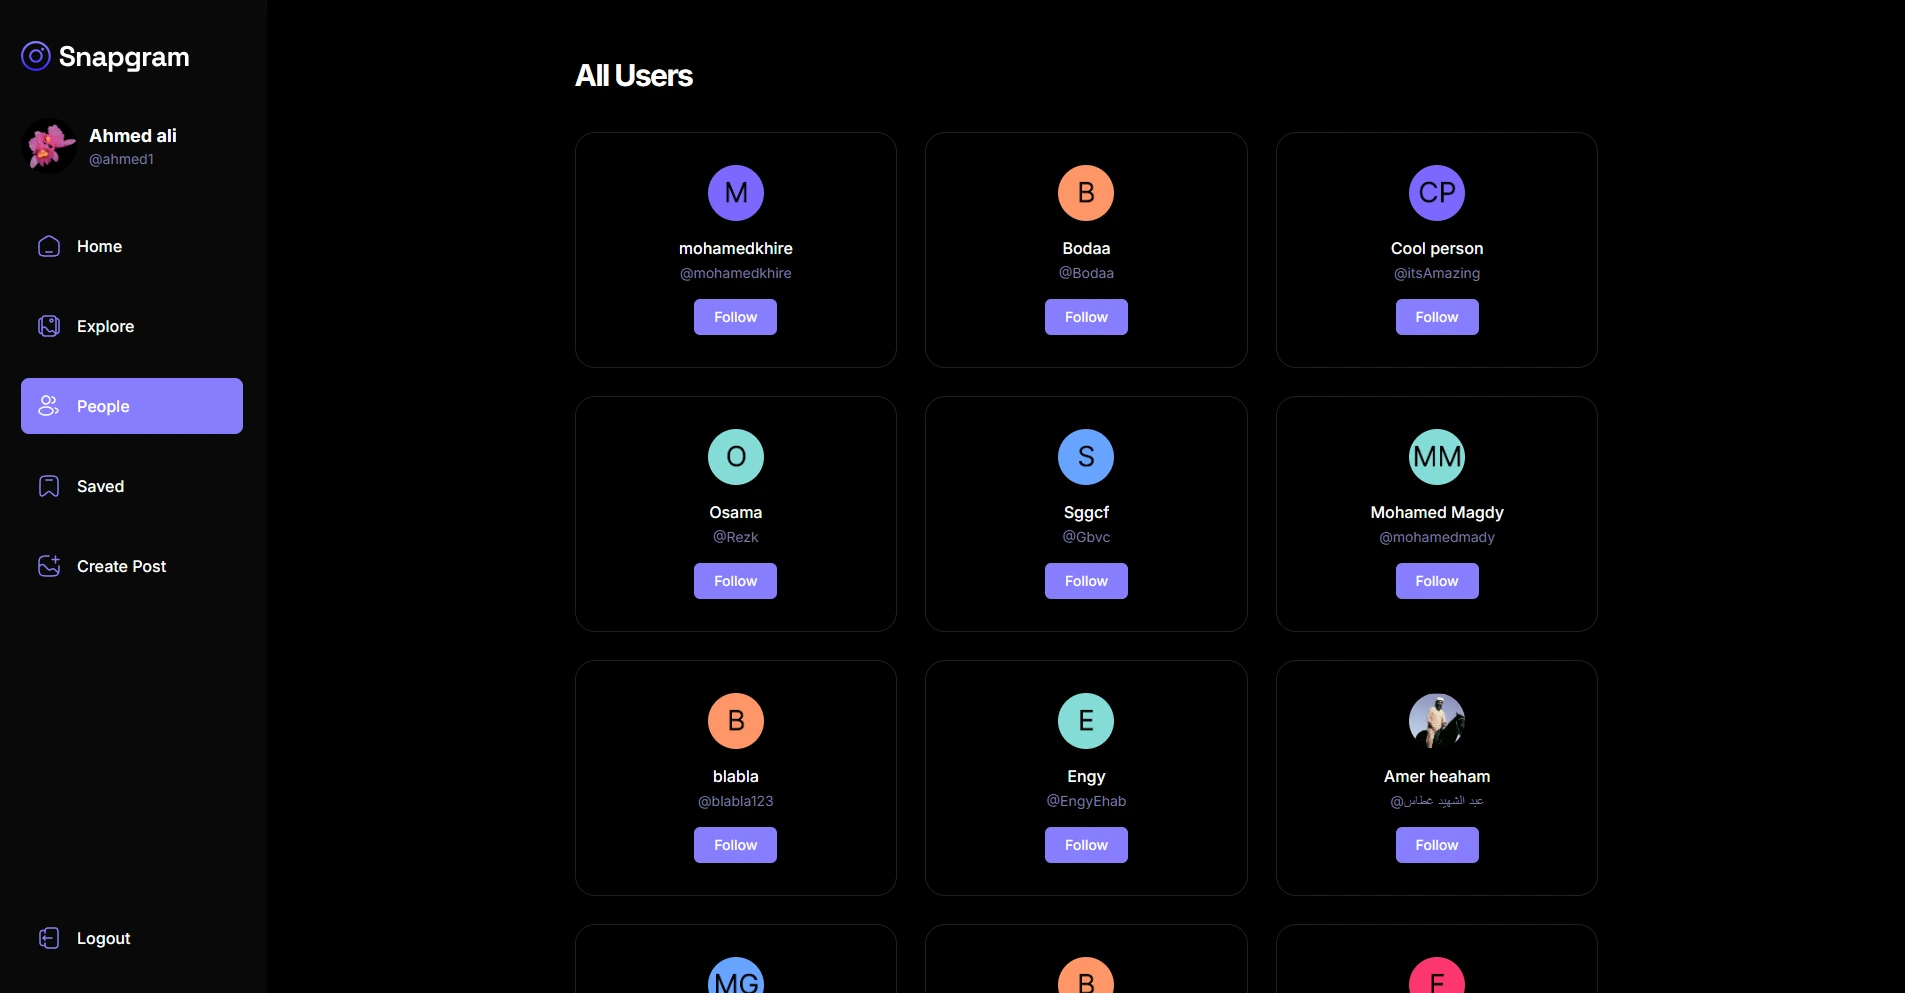 Snapgram
Ahmed ali
@ahmed1
Home
Explore
People
Saved
Create Post
Logout
All Users
M
mohamedkhire
@mohamedkhire
Follow
B
Bodaa
@Bodaa
Follow
CP
Cool person
@itsAmazing
Follow
O
Osama
@Rezk
Follow
S
Sggcf
@Gbvc
Follow
MM
Mohamed Magdy
@mohamedmady
Follow
B
blabla
@blabla123
Follow
E
Engy
@EngyEhab
Follow
Amer heaham
@عبد الشهيد غطاس
Follow
MG
B